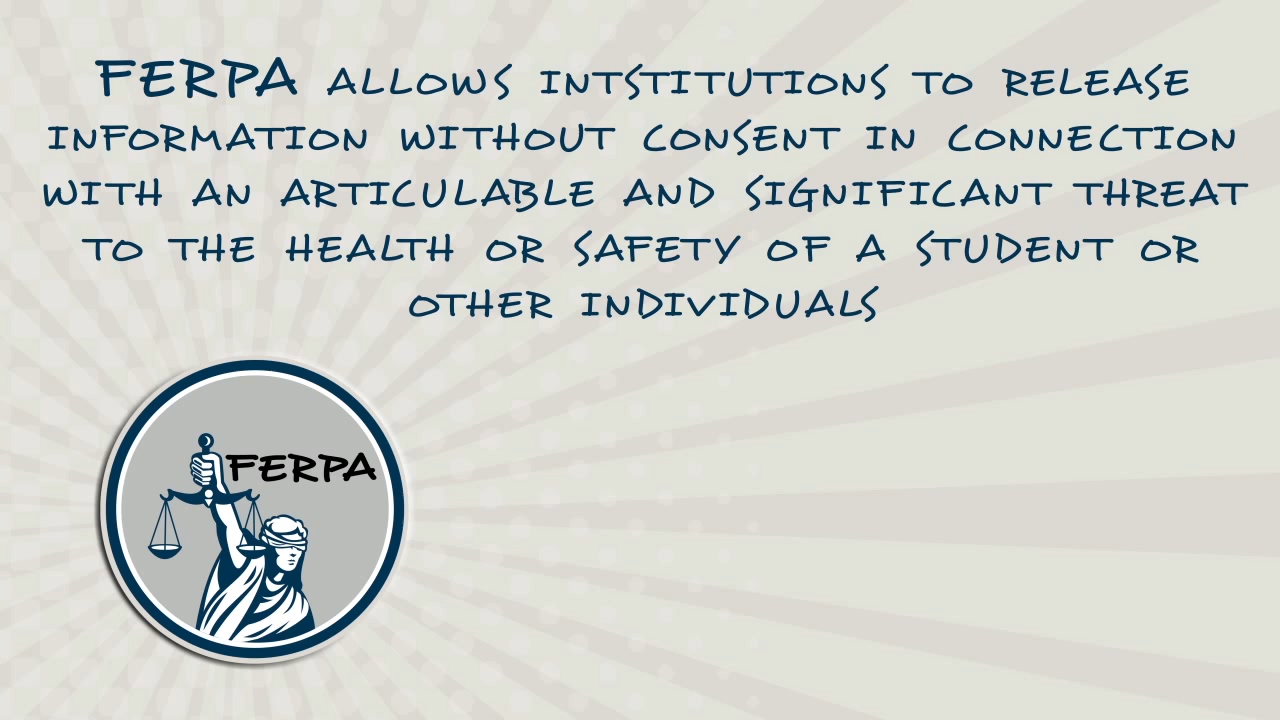 FERPA ALLOWS INTSTITUTIONS TO RELEASE
INFORMATION WITHOUT CONSENT IN CONNECTION
WITH AN ARTICULABLE AND SIGNIFICANT THREAT
TO THE HEALTH OR SAFETY OF A STUDENT OR
OTHER INDIVIDUALS
FERPA